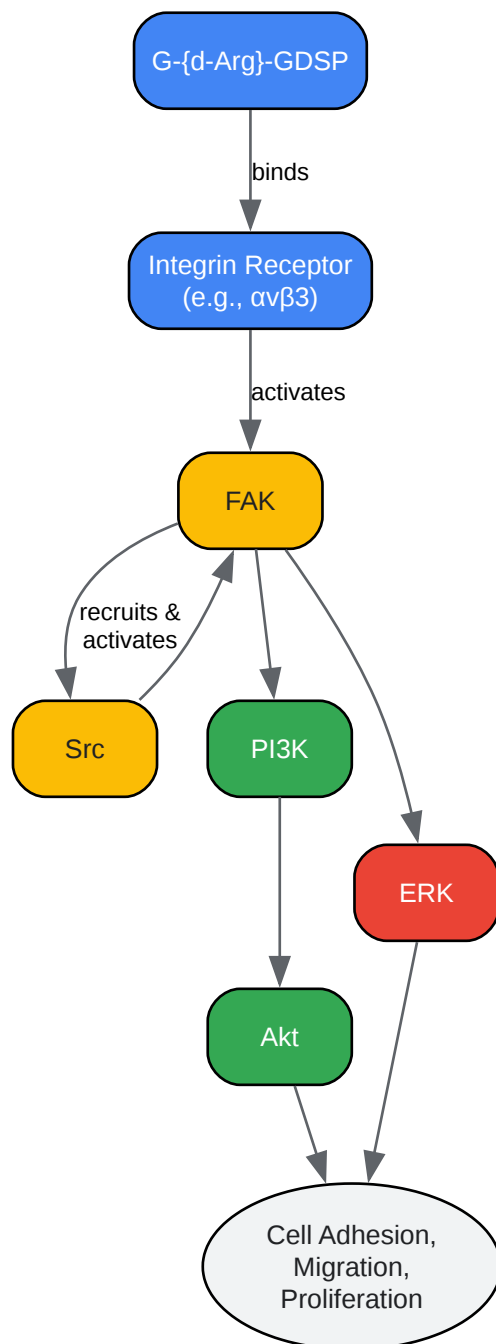 G-{d-Arg}-GDSP
binds
Integrin Receptor
(e.g., αvβ3)
activates
FAK
recruits &
activates
Src
PI3K
ERK
Akt
Cell Adhesion,
Migration,
Proliferation